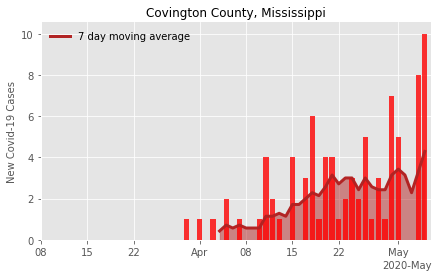 Covington County, Mississippi
7 day moving average
New Covid-19 Cases
10
8
6
4
2
0
08
15
22
Apr
08
15
22
May
2020-May